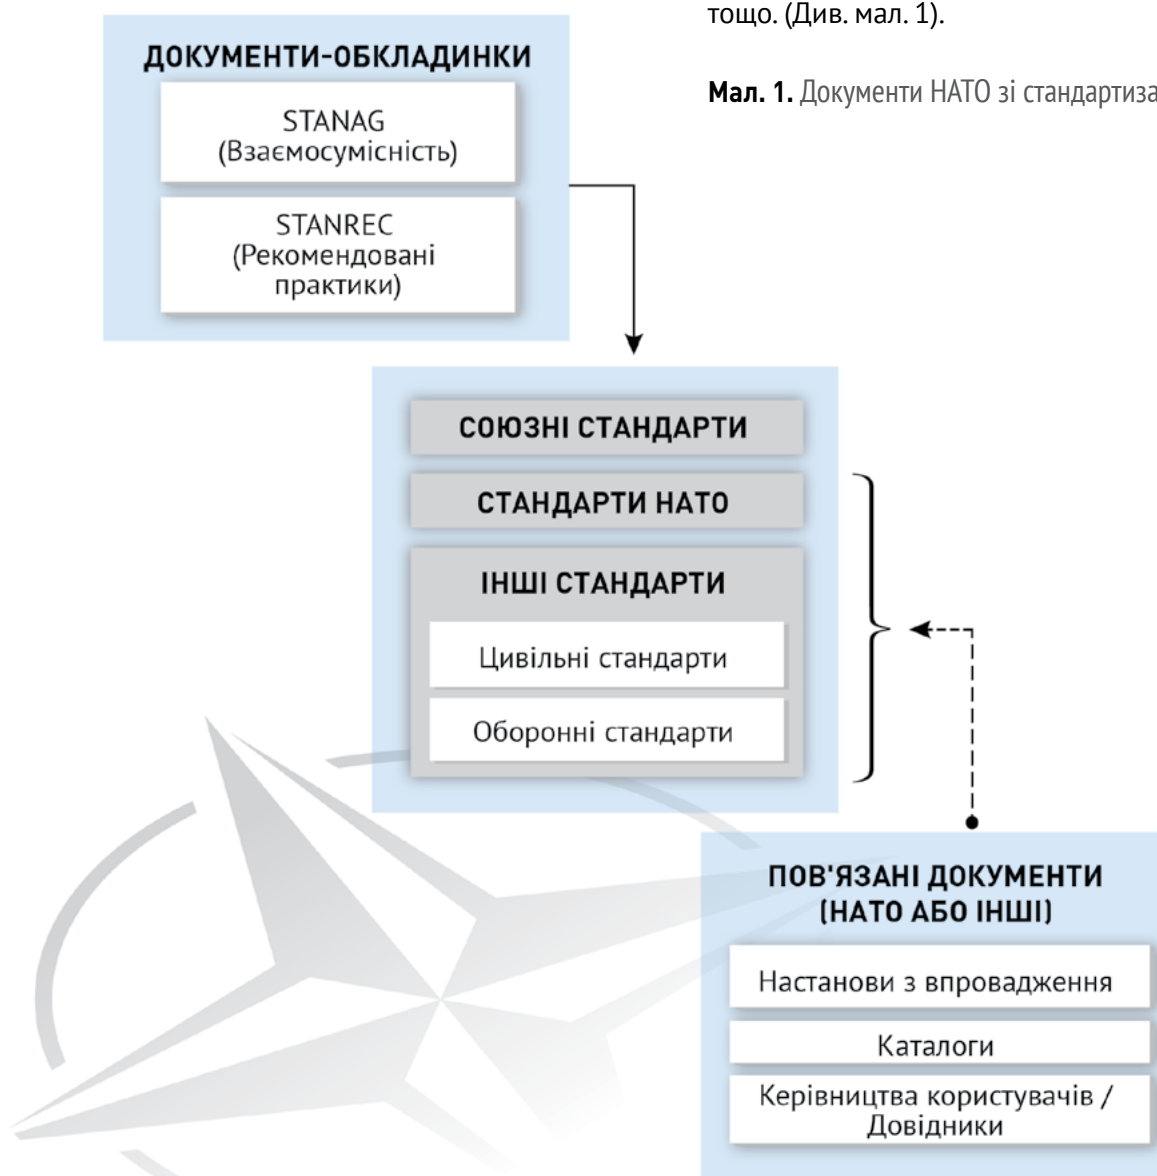 тощо. (Див. мал. 1).
Мал. 1. Документи НАТО зі
ДОКУМЕНТИ-ОБКЛАДИНКИ
STANAG
(Взаємосумісність)
STANREC
(Рекомендовані
практики)
СОЮЗНІ СТАНДАРТИ
СТАНДАРТИ НАТО
ІНШІ СТАНДАРТИ
Цивільні стандарти
Оборонні стандарти
ПОВ'ЯЗАНІ ДОКУМЕНТИ
(НАТО АБО ІНШІ)
Настанови з впровадження
Каталоги
Керівництва користувачів /
Довідники